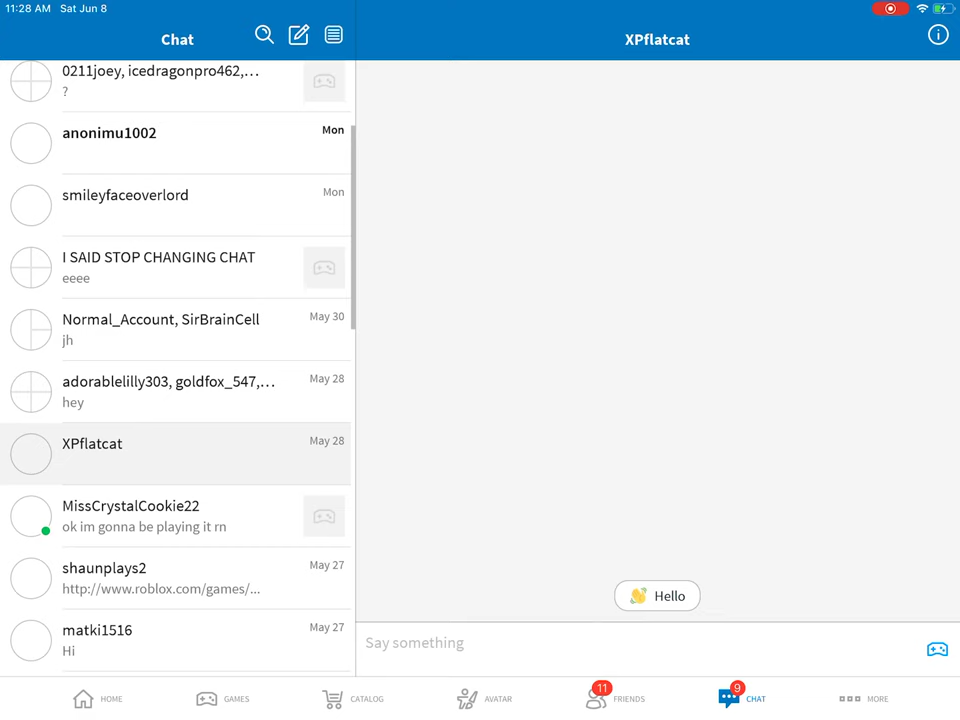 11:28 AM Sat Jun 8
Chat
XPflatcat
0211joey, icedragonpro462,...
?
anonimu1002
Mon
smileyfaceoverlord
Mon
I SAID STOP CHANGING CHAT
eeee
Normal_Account, SirBrainCell
May 30
jh
adorablelilly303, goldfox_547,...
May 28
hey
XPflatcat
May 28
MissCrystalCookie22
ok im gonna be playing it rn
shaunplays2
May 27
http://www.roblox.com/games/...
matki1516
May 27
Hi
👋 Hello
Say something
HOME
GAMES
CATALOG
AVATAR
11
FRIENDS
9
CHAT
MORE